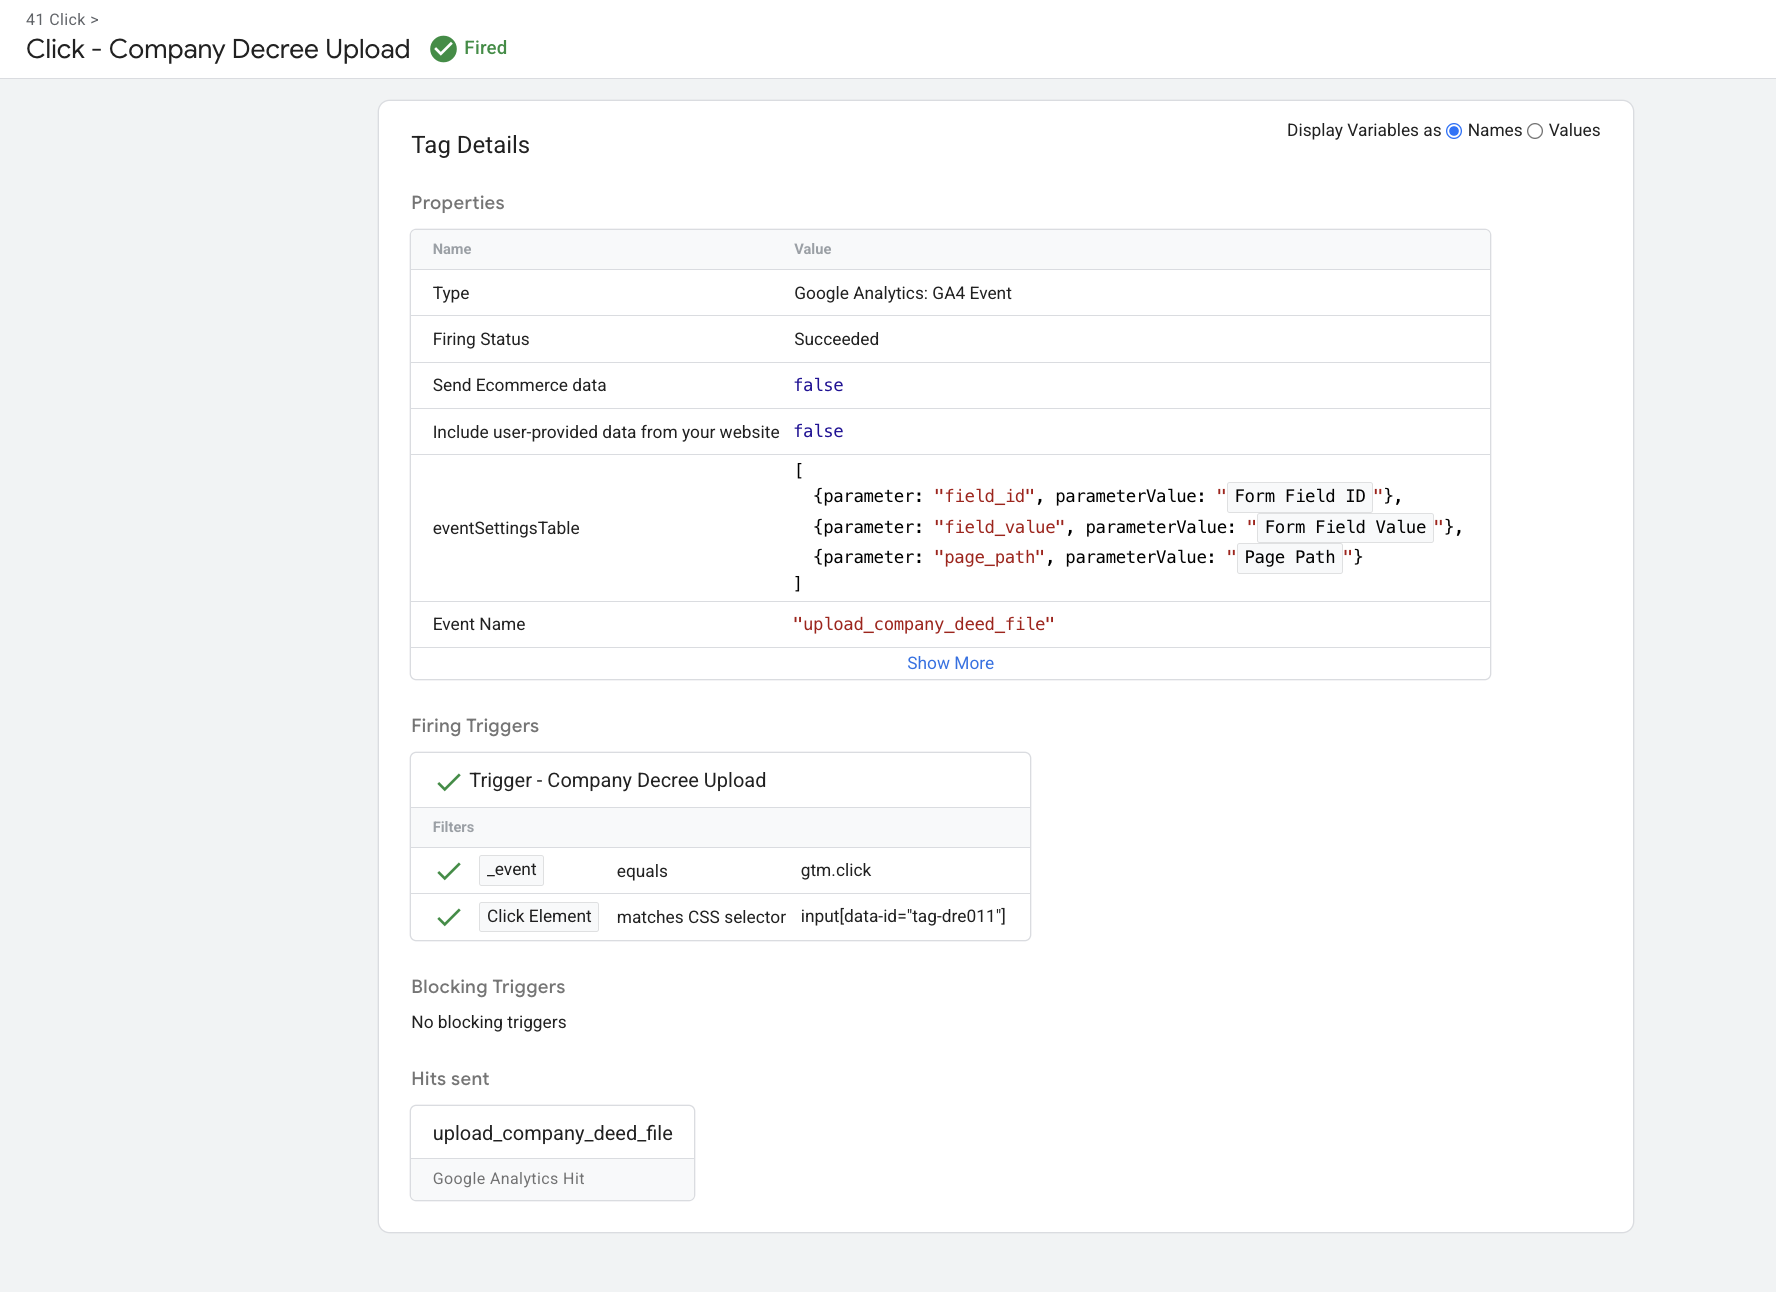 41 Click >
Click - Company Decree Upload Fired
Tag Details
Display Variables as Names Values
Properties
Name Value
Type Google Analytics: GA4 Event
Firing Status Succeeded
Send Ecommerce data false
Include user-provided data from your website false
eventSettingsTable
[
{parameter: "field_id", parameterValue: "Form Field ID"},
{parameter: "field_value", parameterValue: "Form Field Value"},
{parameter: "page_path", parameterValue: "Page Path"}
]
Event Name "upload_company_deed_file"
Show More
Firing Triggers
Trigger - Company Decree Upload
Filters
_event equals gtm.click
Click Element matches CSS selector input[data-id="tag-dre011"]
Blocking Triggers
No blocking triggers
Hits sent
upload_company_deed_file
Google Analytics Hit